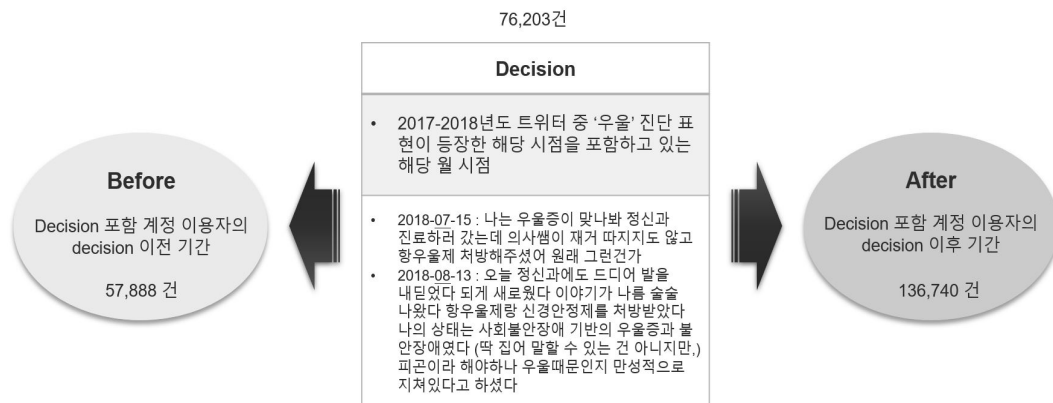 76,203건
Decision
• 2017-2018년도 트위터 중 ‘우울’ 진단 표
현이 등장한 해당 시점을 포함하고 있는
해당 월 시점
Before
Decision 포함 계정 이용자의
decision 이전 기간
57,888 건
• 2018-07-15 : 나는 우울증이 맞나봐 정신과
진료하러 갔는데 의사쌤이 재거 따지지도 않고
항우울제 처방해주셨어 원래 그런건가
• 2018-08-13 : 오늘 정신과에도 드디어 발을
내딛었다 되게 새로웠다 이야기가 나름 술술
나왔다 항우울제랑 신경안정제를 처방받았다
나의 상태는 사회불안장애 기반의 우울증과 불
안장애였다 (딱 집어 말할 수 있는 건 아니지만,)
피곤이라 해야하나 우울때문인지 만성적으로
지쳐있다고 하셨다
After
Decision 포함 계정 이용자의
decision 이후 기간
136,740 건